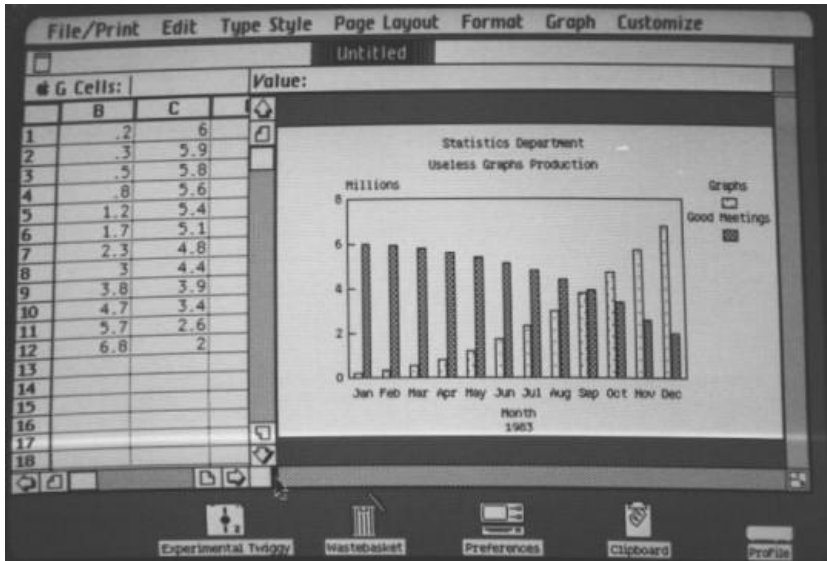 File/Print Edit Type Style Page Layout Format Graph Customize
Untitled
G Cells: Value:
B C
1 .2 6
2 .3 5.9
3 .5 5.8
4 .8 5.6
5 1.2 5.4
6 1.7 5.1
7 2.3 4.8
8 3 4.4
9 3.8 3.9
10 4.7 3.4
11 5.7 2.6
12 6.8 2
13
14
15
16
17
18
Statistics Department
Useless Graphs Production
Millions
Graphs
Good Meetings
8
6
4
2
0
Jan Feb Mar Apr May Jun Jul Aug Sep Oct Nov Dec
Month
1983
Experimental Twiggy Wastebasket Preferences Clipboard ProFile